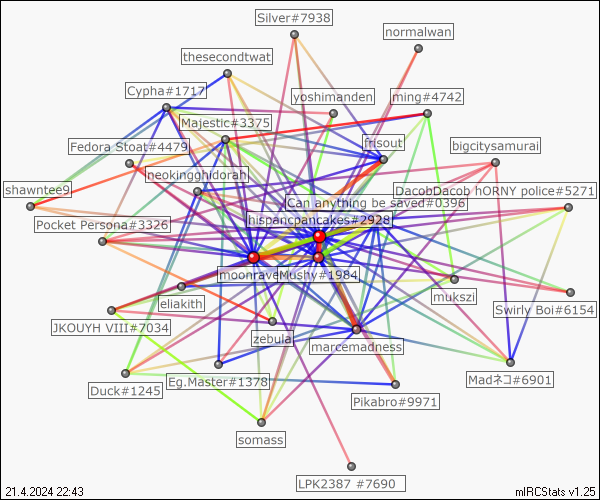 Silver#7938
normalwan
thesecondtwat
Cypha#1717
yoshimanden
ming#4742
Majestic#3375
Fedora Stoat#4479
frisout
bigcitysamurai
neokingghidorah
shawntee9
DacobDacob hORNY police#5271
Can anything be saved#0396
Pocket Persona#3326
hispancpancakes#2928
moonrave
Mushy#1984
eliakith
mukszi
Swirly Boi#6154
JKOUYH VIII#7034
zebula
marcemadness
Duck#1245
Eg.Master#1378
Madネコ#6901
Pikabro#9971
somass
LPK2387 #7690
21.4.2024 22:43
mIRCStats v1.25